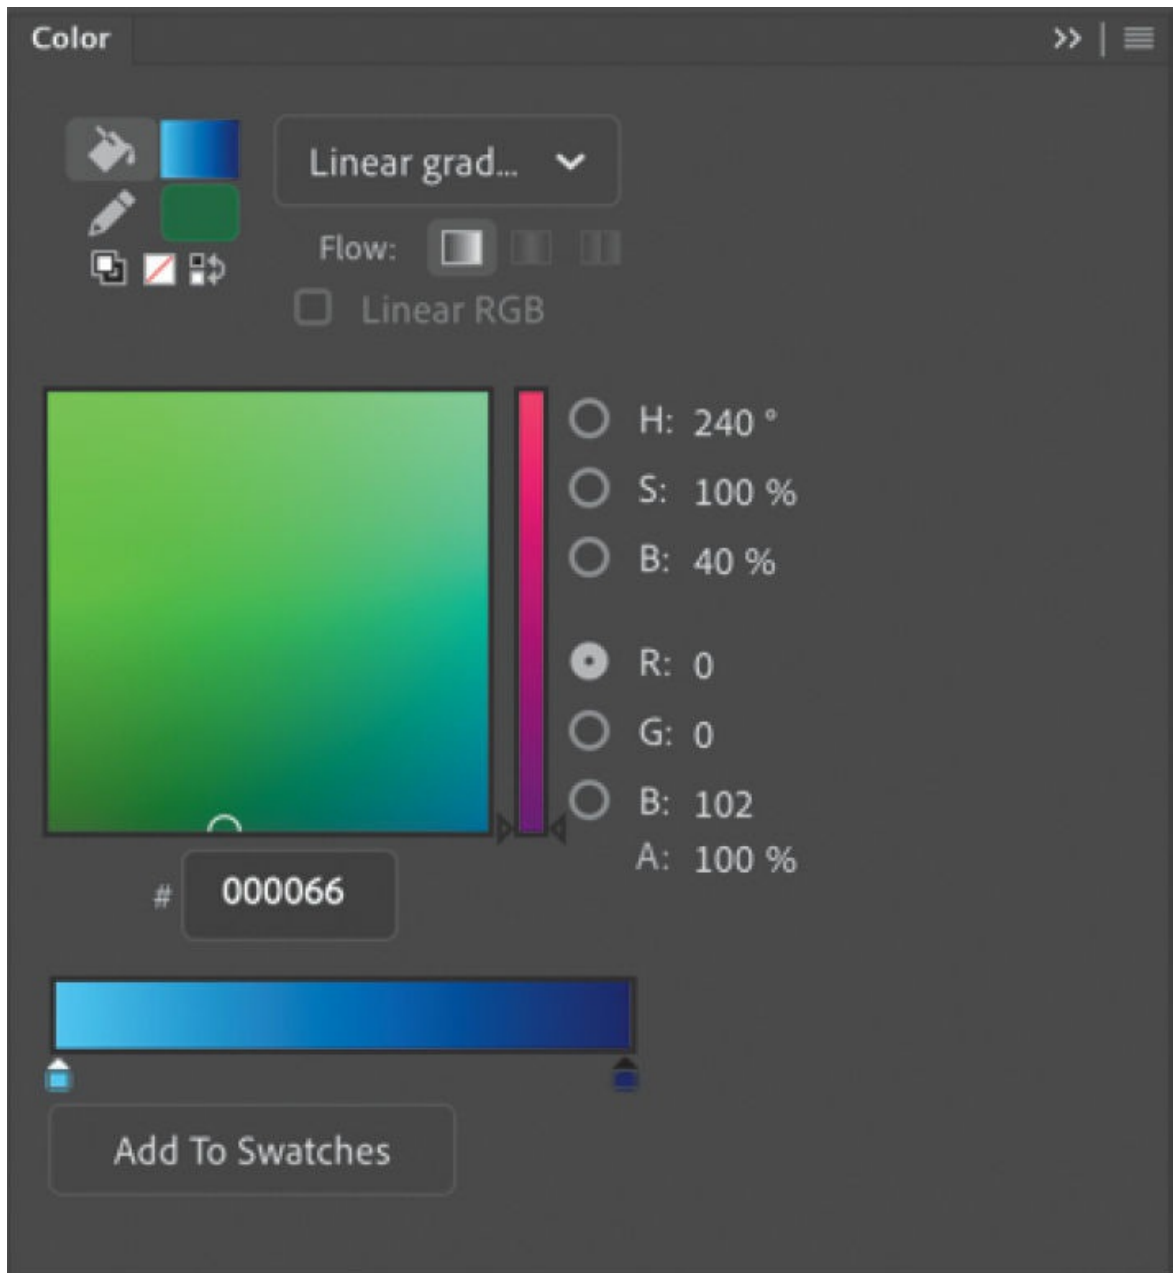 Color
Linear grad...
Flow:
Linear RGB
H: 240 °
S: 100 %
B: 40 %
R: 0
G: 0
B: 102
A: 100 %
# 000066
Add To Swatches